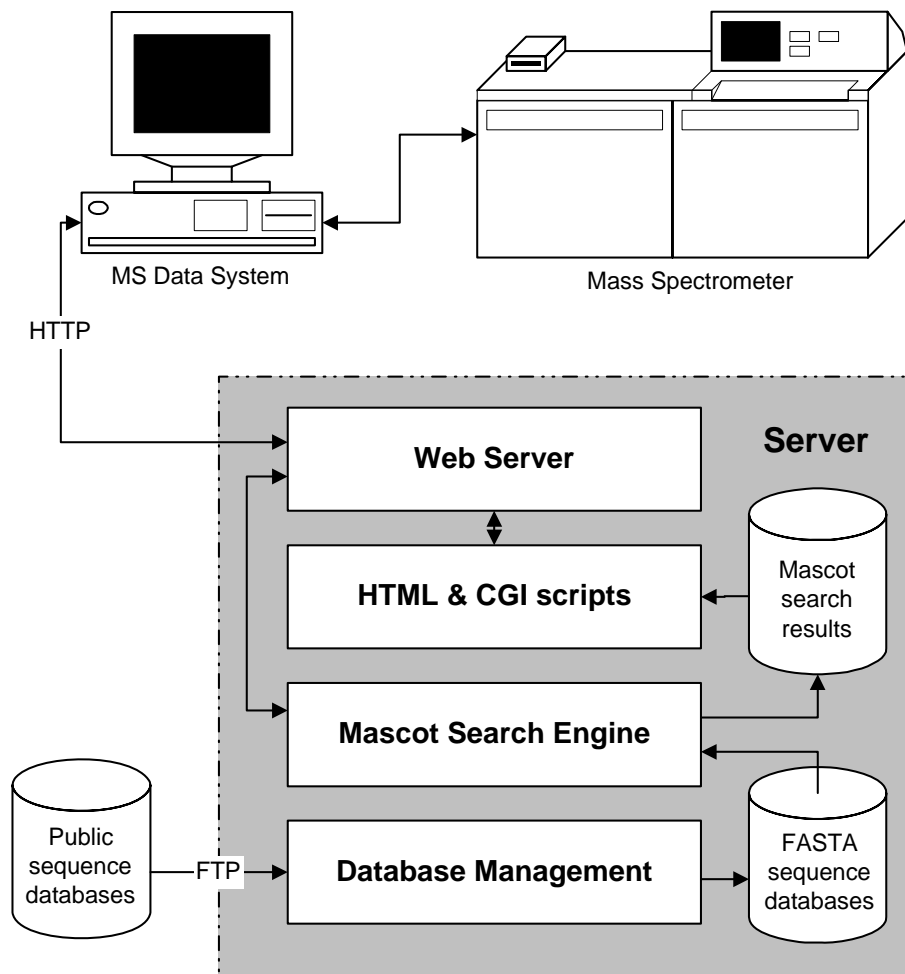 MS Data System
Mass Spectrometer
HTTP
Server
Web Server
HTML & CGI scripts
Mascot
search
results
Mascot Search Engine
Public
sequence
databases
FTP
Database Management
FASTA
sequence
databases